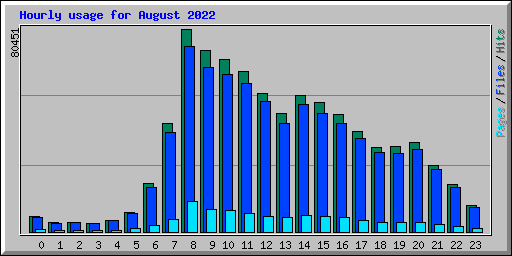 Hourly usage for August 2022
80451
Pages / Files / Hits
0 1 2 3 4 5 6 7 8 9 10 11 12 13 14 15 16 17 18 19 20 21 22 23